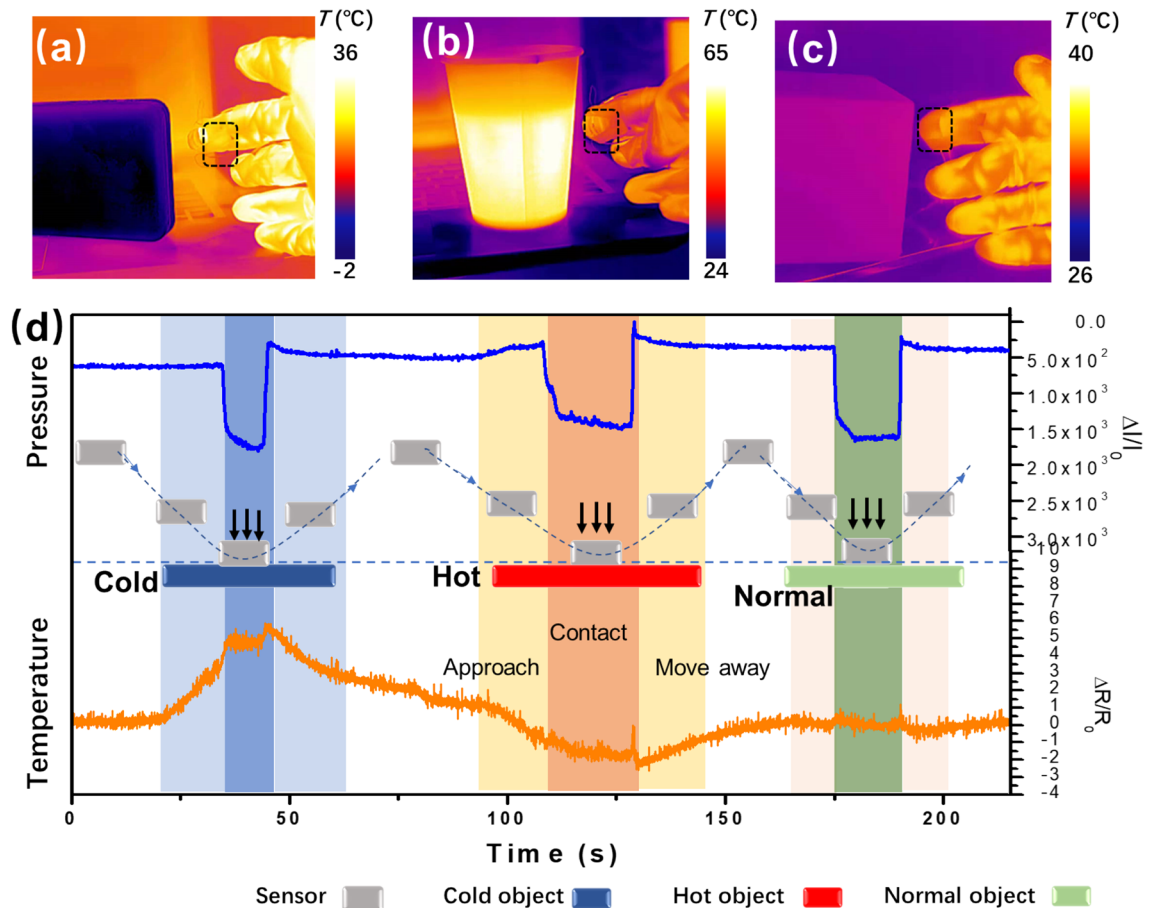 (a)
T (°C)
36
-2
(b)
T (°C)
65
24
(c)
T (°C)
40
26
(d)
Pressure
0.0
5.0x10²
1.0x10³
1.5x10³
2.0x10³
2.5x10³
3.0x10³
ΔI/I₀
Cold
Hot
Normal
Contact
Approach
Move away
Temperature
10
9
8
7
6
5
4
3
2
1
0
-1
-2
-3
-4
ΔR/R₀
0
50
100
150
200
Time (s)
Sensor
Cold object
Hot object
Normal object